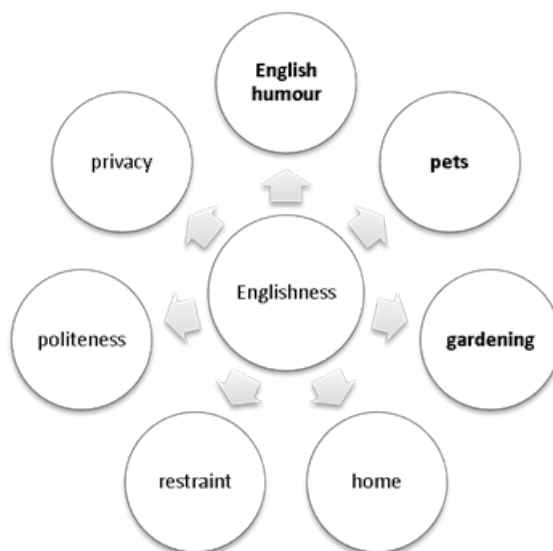 English
humour
privacy
pets
Englishness
politeness
gardening
restraint
home